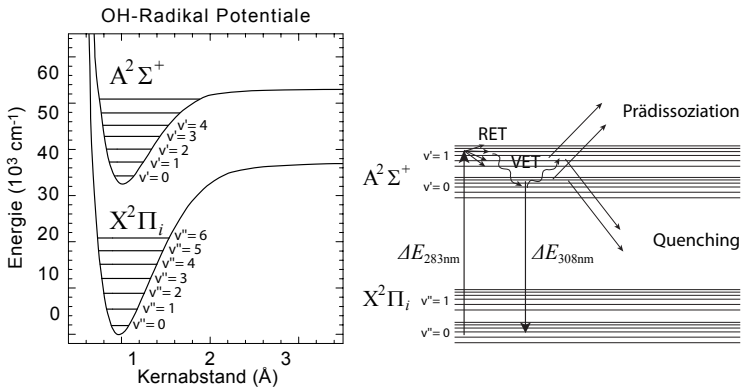 OH-Radikal Potentiale
Energie (10³ cm⁻¹)
60
50
40
30
20
10
0
A²Σ⁺
v'= 4
v'= 3
v'= 2
v'= 1
v'= 0
X²Πᵢ
v''= 6
v''= 5
v''= 4
v''= 3
v''= 2
v''= 1
v''= 0
1
2
3
Kernabstand (Å)
Prädissoziation
RET
VET
A²Σ⁺
v'= 1
v'= 0
Quenching
ΔE283nm
ΔE308nm
X²Πᵢ
v''= 1
v''= 0